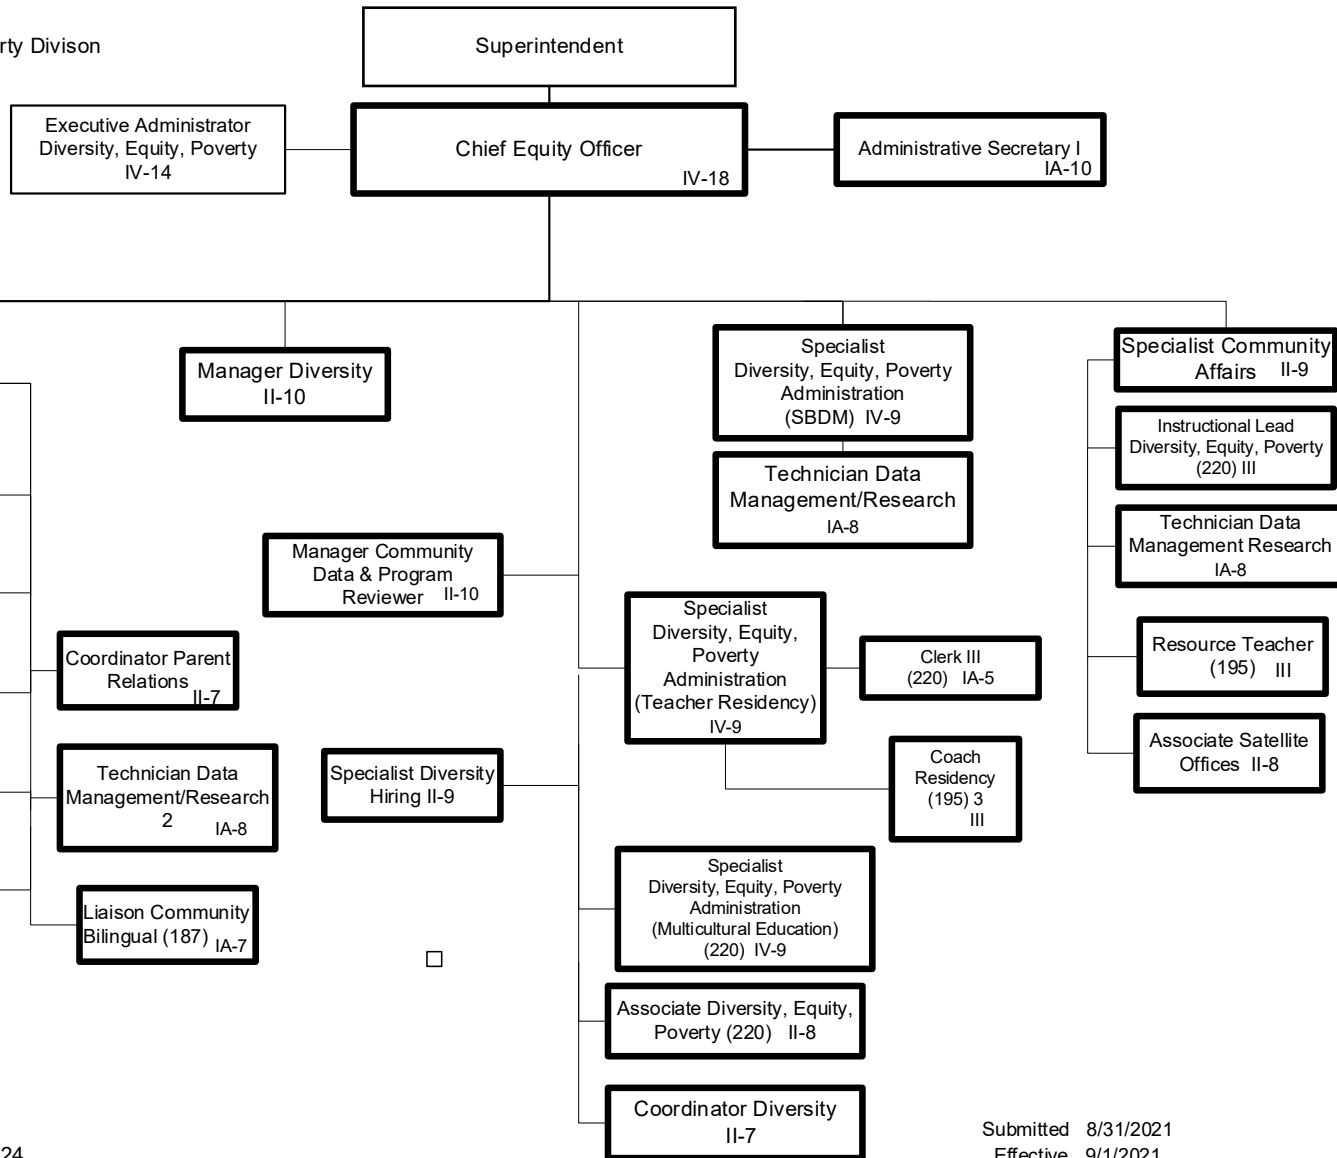 rty Divison
Superintendent
Executive Administrator
Diversity, Equity, Poverty
IV-14
Chief Equity Officer
IV-18
Administrative Secretary I
IA-10
Manager Diversity
II-10
Specialist
Diversity, Equity, Poverty
Administration
(SBDM) IV-9
Specialist Community
Affairs II-9
Instructional Lead
Diversity, Equity, Poverty
(220) III
Technician Data
Management/Research
IA-8
Technician Data
Management Research
IA-8
Manager Community
Data & Program
Reviewer II-10
Specialist
Diversity, Equity,
Poverty
Administration
(Teacher Residency)
IV-9
Clerk III
(220) IA-5
Resource Teacher
(195) III
Coordinator Parent
Relations
II-7
Associate Satellite
Offices II-8
Technician Data
Management/Research
2 IA-8
Specialist Diversity
Hiring II-9
Coach
Residency
(195) 3
III
Specialist
Diversity, Equity, Poverty
Administration
(Multicultural Education)
(220) IV-9
Liaison Community
Bilingual (187) IA-7
Associate Diversity, Equity,
Poverty (220) II-8
Coordinator Diversity
II-7
Submitted 8/31/2021
Effective 9/1/2021
24